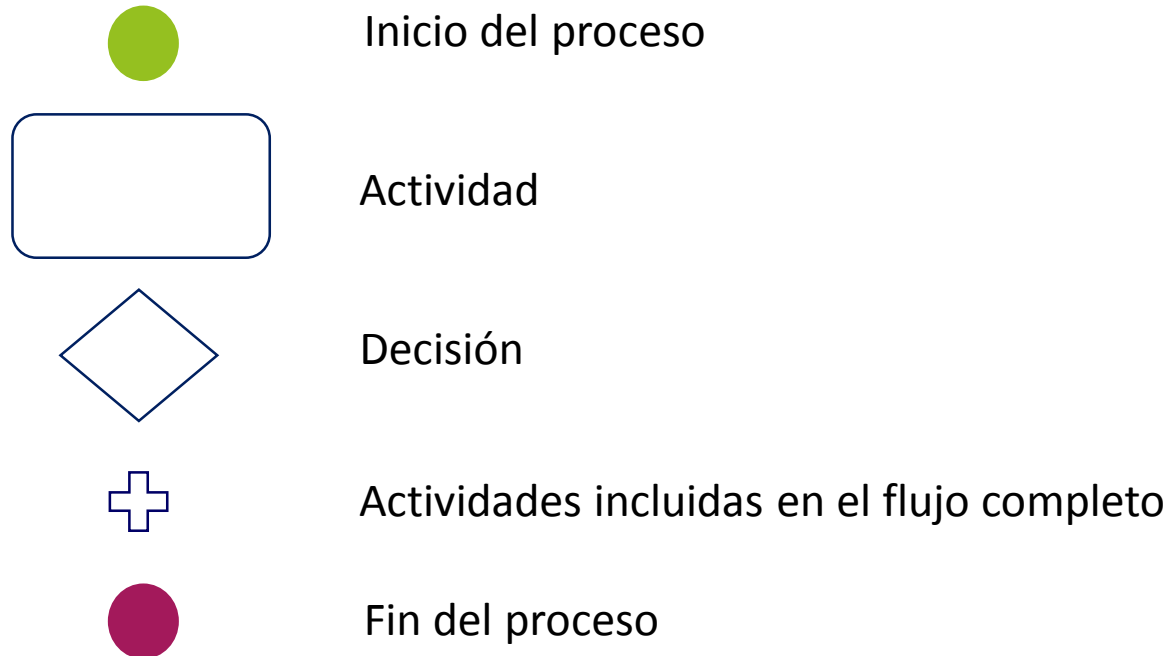 Inicio del proceso
Actividad
Decisión
Actividades incluidas en el flujo completo
Fin del proceso